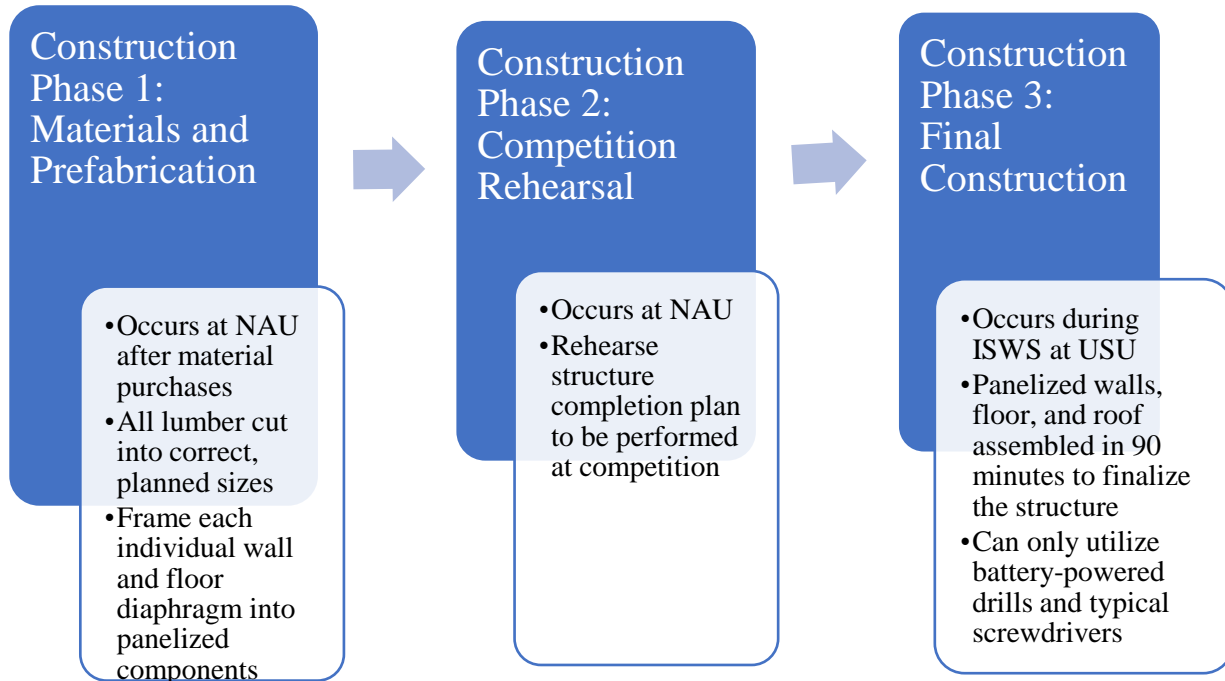 Construction
Phase 1:
Materials and
Prefabrication
•Occurs at NAU
after material
purchases
•All lumber cut
into correct,
planned sizes
•Frame each
individual wall
and floor
diaphragm into
panelized
components
Construction
Phase 2:
Competition
Rehearsal
•Occurs at NAU
•Rehearse
structure
completion plan
to be performed
at competition
Construction
Phase 3:
Final
Construction
•Occurs during
ISWS at USU
•Panelized walls,
floor, and roof
assembled in 90
minutes to finalize
the structure
•Can only utilize
battery-powered
drills and typical
screwdrivers